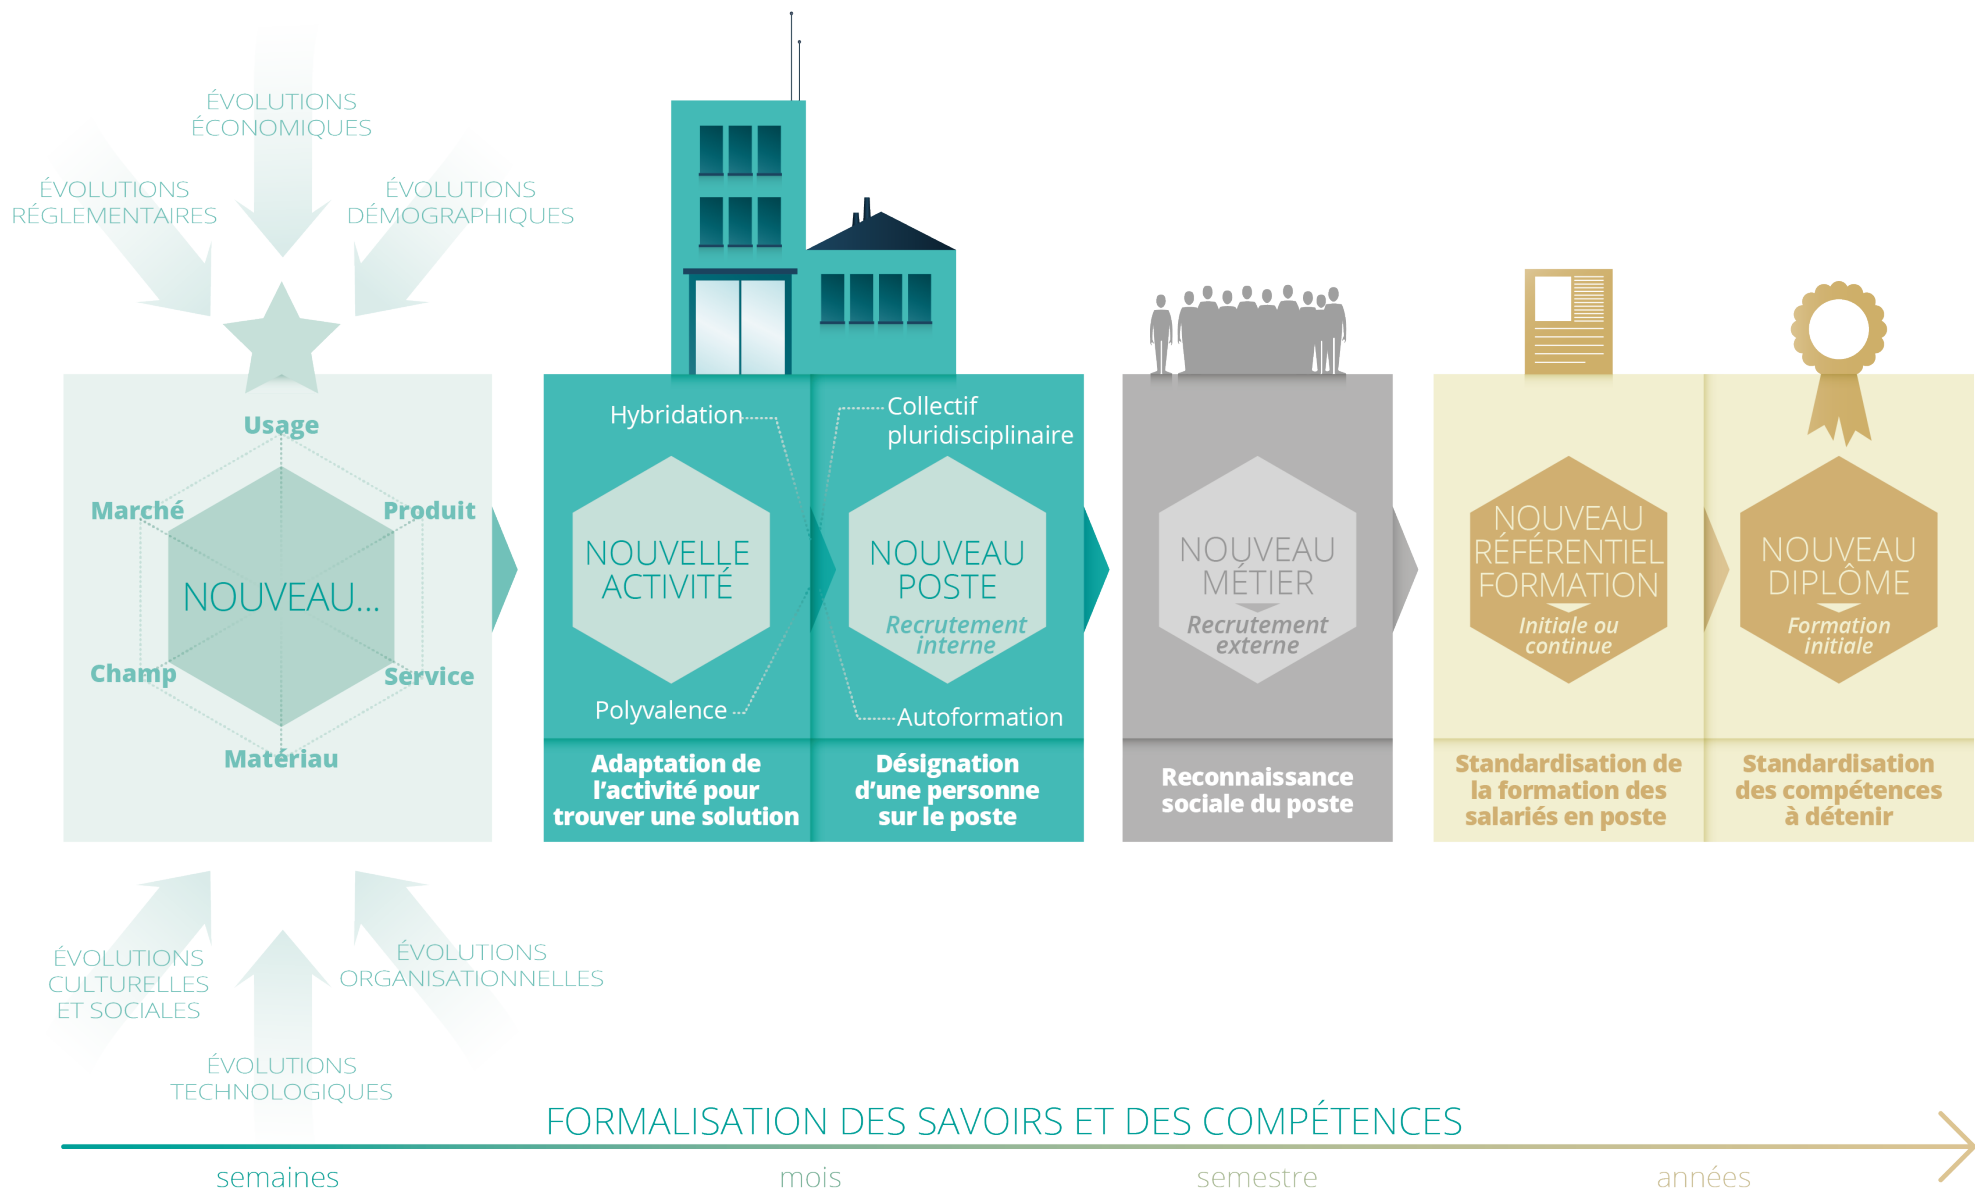 ÉVOLUTIONS
ÉCONOMIQUES
ÉVOLUTIONS
RÉGLEMENTAIRES
ÉVOLUTIONS
DÉMOGRAPHIQUES
Usage
Marché
Produit
NOUVEAU...
Champ
Service
Matériau
ÉVOLUTIONS
CULTURELLES
ET SOCIALES
ÉVOLUTIONS
ORGANISATIONNELLES
ÉVOLUTIONS
TECHNOLOGIQUES
Hybridation
NOUVELLE
ACTIVITÉ
Polyvalence
Adaptation de
l’activité pour
trouver une solution
Collectif
pluridisciplinaire
NOUVEAU
POSTE
Recrutement
interne
Autoformation
Désignation
d’une personne
sur le poste
NOUVEAU
MÉTIER
Recrutement
externe
Reconnaissance
sociale du poste
NOUVEAU
RÉFÉRENTIEL
FORMATION
Initiale ou
continue
Standardisation de
la formation des
salariés en poste
NOUVEAU
DIPLÔME
Formation
initiale
Standardisation
des compétences
à détenir
FORMALISATION DES SAVOIRS ET DES COMPÉTENCES
semaines
mois
semestre
années